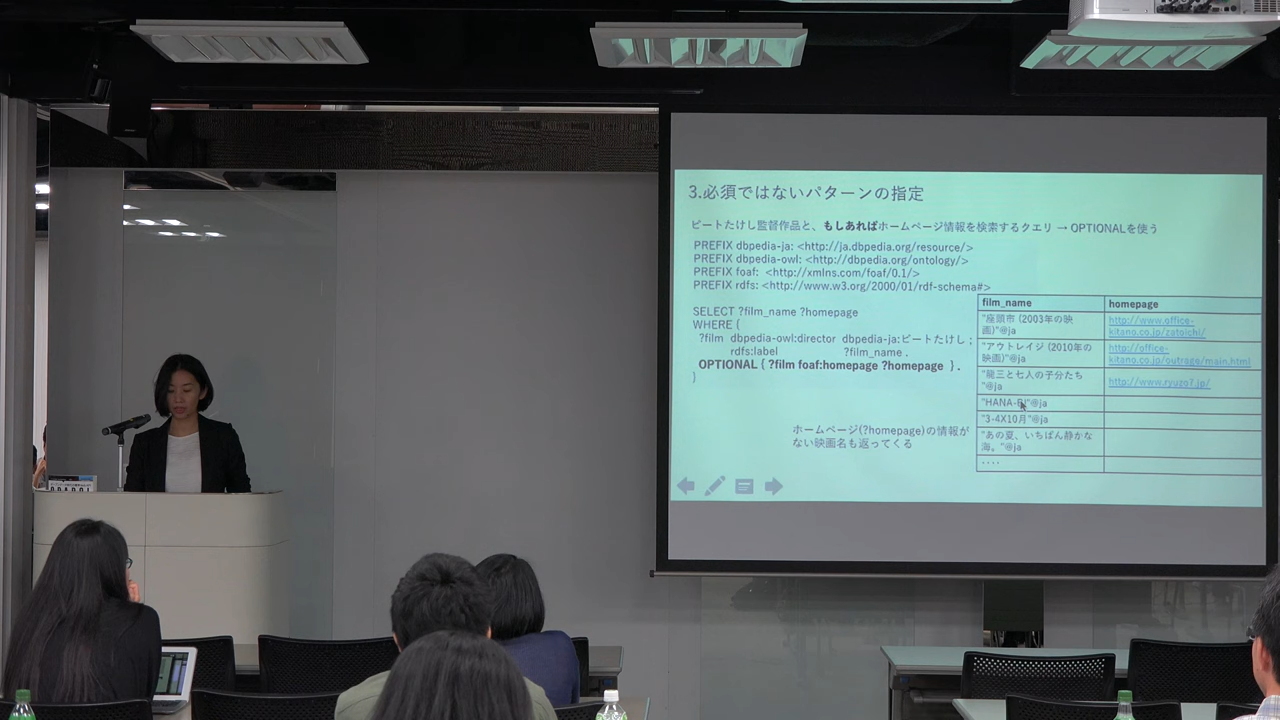 3.必須ではないパターンの指定
ビートたけし監督作品と、もしあればホームページ情報を検索するクエリ → OPTIONALを使う
PREFIX dbpedia-ja: <http://ja.dbpedia.org/resource/>
PREFIX dbpedia-owl: <http://dbpedia.org/ontology/>
PREFIX foaf: <http://xmlns.com/foaf/0.1/>
PREFIX rdfs: <http://www.w3.org/2000/01/rdf-schema#>
SELECT ?film_name ?homepage
WHERE {
?film dbpedia-owl:director dbpedia-ja:ビートたけし ;
rdfs:label ?film_name .
OPTIONAL { ?film foaf:homepage ?homepage } .
}
ホームページ(?homepage)の情報が
ない映画名も返ってくる
film_name homepage
"座頭市 (2003年の映
画)"@ja
http://www.office-
kitano.co.jp/zatoichi/
"アウトレイジ (2010年の
映画)"@ja
http://office-
kitano.co.jp/outrage/main.html
"龍三と七人の子分たち
"@ja
http://www.ryuzo7.jp/
"HANA-BI"@ja
"3-4X10月"@ja
"あの夏、いちばん静かな
海。"@ja
....